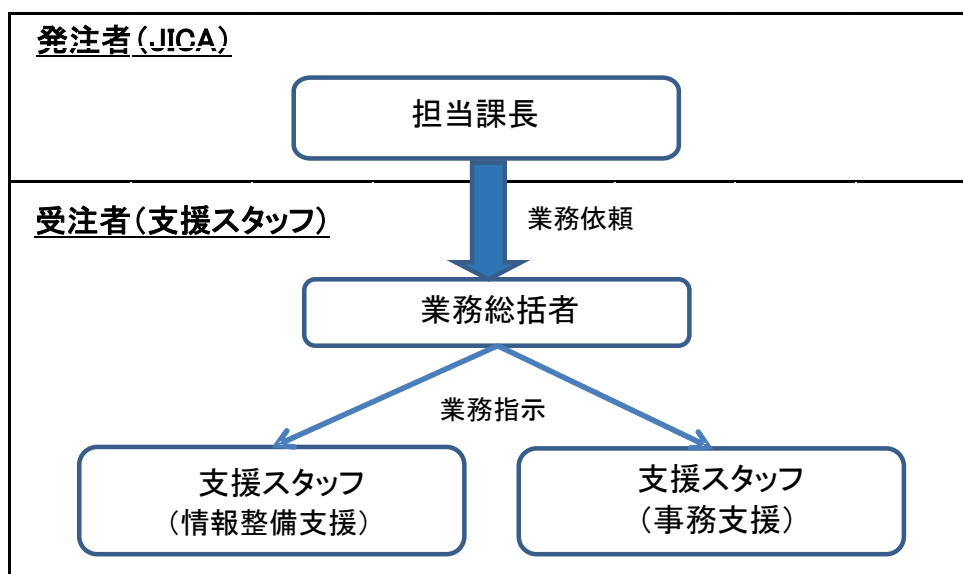 発注者（JICA）
担当課長
受注者（支援スタッフ）
業務依頼
業務総括者
業務指示
支援スタッフ
（情報整備支援）
支援スタッフ
（事務支援）